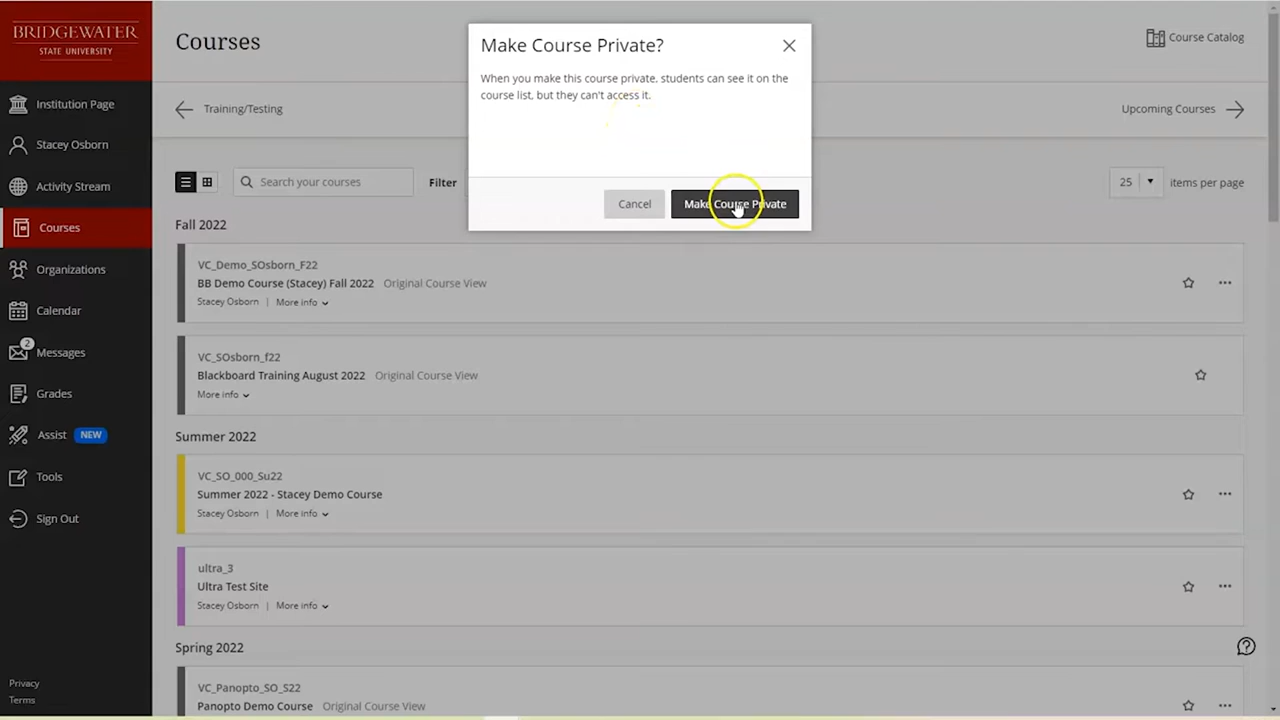 BRIDGEWATER
STATE UNIVERSITY
Institution Page
Stacey Osborn
Activity Stream
Courses
Organizations
Calendar
2
Messages
Grades
Assist NEW
Tools
Sign Out
Privacy
Terms
Courses
Course Catalog
Training/Testing
Upcoming Courses
Make Course Private?
When you make this course private, students can see it on the
course list, but they can't access it.
Cancel
Make Course Private
Search your courses
Filter
25 items per page
Fall 2022
VC_Demo_SOsborn_F22
BB Demo Course (Stacey) Fall 2022 Original Course View
Stacey Osborn | More info
VC_SOsborn_f22
Blackboard Training August 2022 Original Course View
More info
Summer 2022
VC_SO_000_Su22
Summer 2022 - Stacey Demo Course
Stacey Osborn | More info
ultra_3
Ultra Test Site
Stacey Osborn | More info
Spring 2022
VC_Panopto_SO_S22
Panopto Demo Course Original Course View